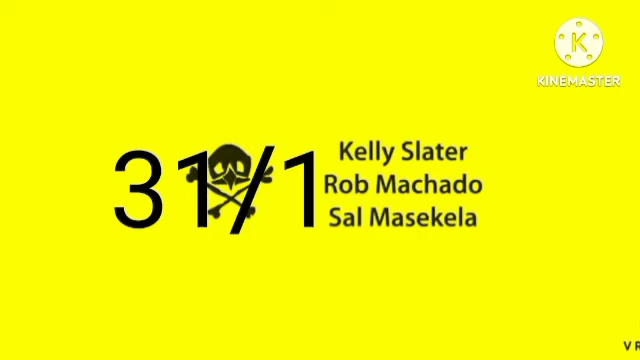 KINEMASTER
31/1
Kelly Slater
Rob Machado
Sal Masekela
V R